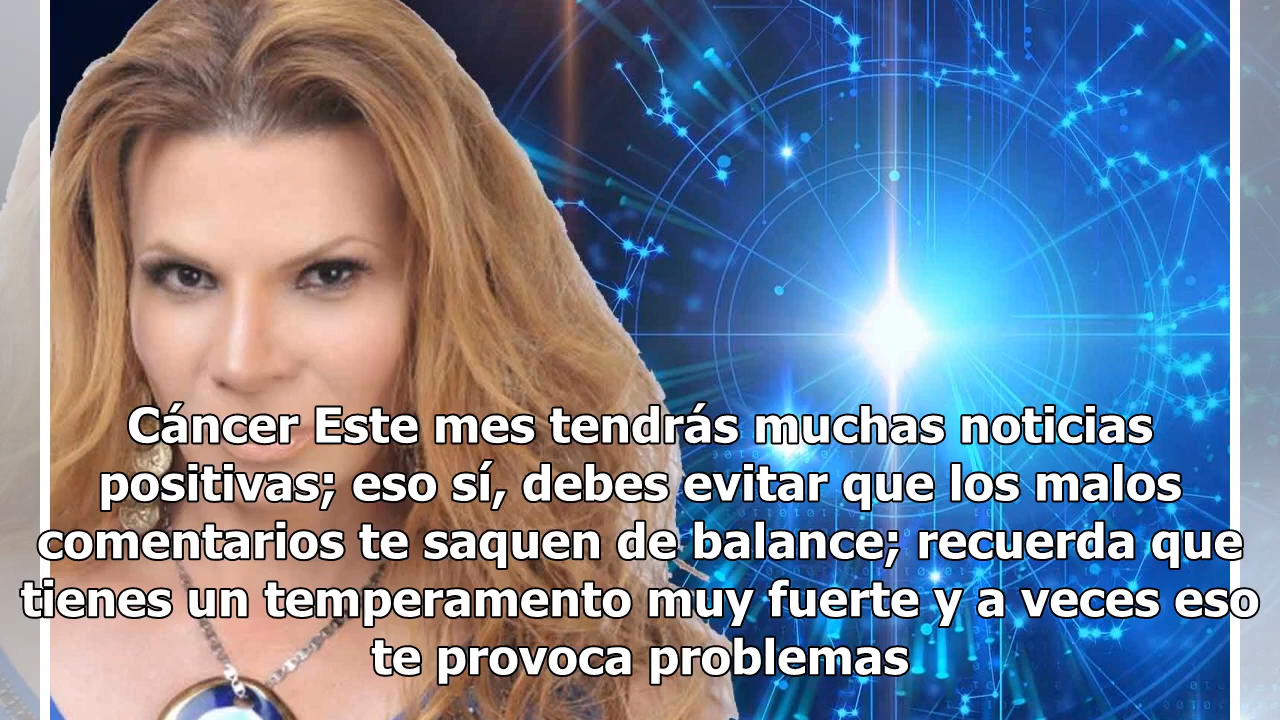 Cáncer Este mes tendrás muchas noticias
positivas; eso sí, debes evitar que los malos
comentarios te saquen de balance; recuerda que
tienes un temperamento muy fuerte y a veces eso
te provoca problemas